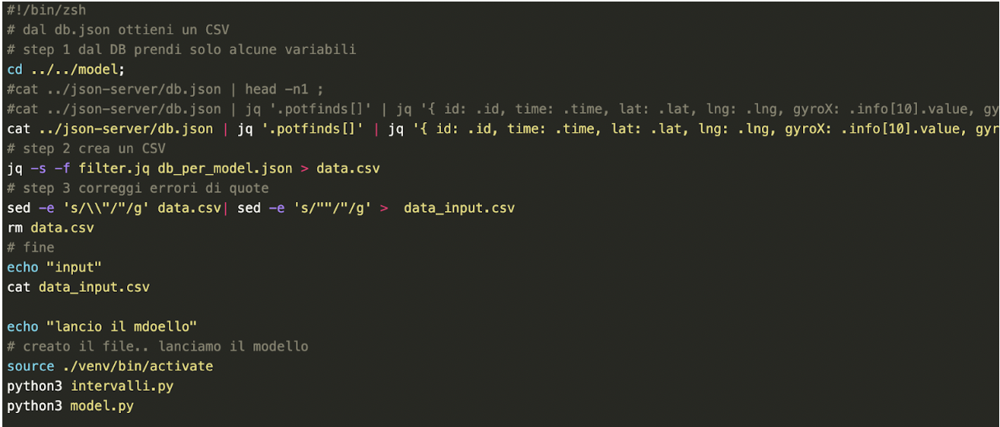 #!/bin/zsh
# dal db.json ottieni un CSV
# step 1 dal DB prendi solo alcune variabili
cd ../../model;
#cat ../json-server/db.json | head -n1 ;
#cat ../json-server/db.json | jq '.potfinds[]' | jq '{ id: .id, time: .time, lat: .lat, lng: .lng, gyroX: .info[10].value, gy
cat ../json-server/db.json | jq '.potfinds[]' | jq '{ id: .id, time: .time, lat: .lat, lng: .lng, gyroX: .info[10].value, gyr
# step 2 crea un CSV
jq -s -f filter.jq db_per_model.json > data.csv
# step 3 correggi errori di quote
sed -e 's/\\"/"/g' data.csv| sed -e 's/""/"/g' >  data_input.csv
rm data.csv
# fine
echo "input"
cat data_input.csv
echo "lancio il mdoello"
# creato il file.. lanciamo il modello
source ./venv/bin/activate
python3 intervalli.py
python3 model.py